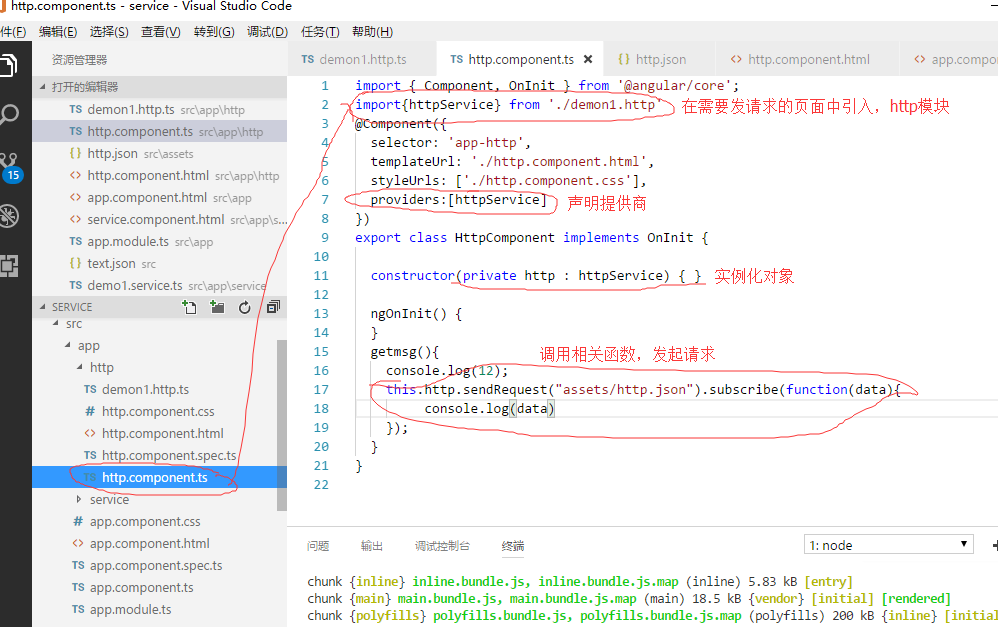 http.component.ts - service - Visual Studio Code
件(F) 编辑(E) 选择(S) 查看(V) 转到(G) 调试(D) 任务(T) 帮助(H)
资源管理器
TS demon1.http.ts TS http.component.ts × {} http.json <> http.component.html <> app.compo
打开的编辑器
TS demon1.http.ts src\app\http
TS http.component.ts src\app\http
{} http.json src\assets
<> http.component.html src\app\http
<> app.component.html src\app
<> service.component.html src\app\s...
TS app.module.ts src\app
{} text.json src
TS demo1.service.ts src\app\service
15
SERVICE
src
app
http
TS demon1.http.ts
# http.component.css
<> http.component.html
TS http.component.spec.ts
TS http.component.ts
service
# app.component.css
<> app.component.html
TS app.component.spec.ts
TS app.component.ts
TS app.module.ts
1 import { Component, OnInit } from '@angular/core';
2 import{httpService} from './demon1.http' 在需要发请求的页面中引入，http模块
3 @Component({
4 selector: 'app-http',
5 templateUrl: './http.component.html',
6 styleUrls: ['./http.component.css'],
7 providers:[httpService] 声明提供商
8 })
9 export class HttpComponent implements OnInit {
10
11 constructor(private http : httpService) { } 实例化对象
12
13 ngOnInit() {
14 }
15 getmsg(){ 调用相关函数，发起请求
16 console.log(12);
17 this.http.sendRequest("assets/http.json").subscribe(function(data){
18 console.log(data)
19 });
20 }
21 }
22
问题 输出 调试控制台 终端 1: node
chunk {inline} inline.bundle.js, inline.bundle.js.map (inline) 5.83 kB [entry]
chunk {main} main.bundle.js, main.bundle.js.map (main) 18.5 kB {vendor} [initial] [rendered]
chunk {polyfills} polyfills.bundle.js, polyfills.bundle.js.map (polyfills) 200 kB {inline} [initial